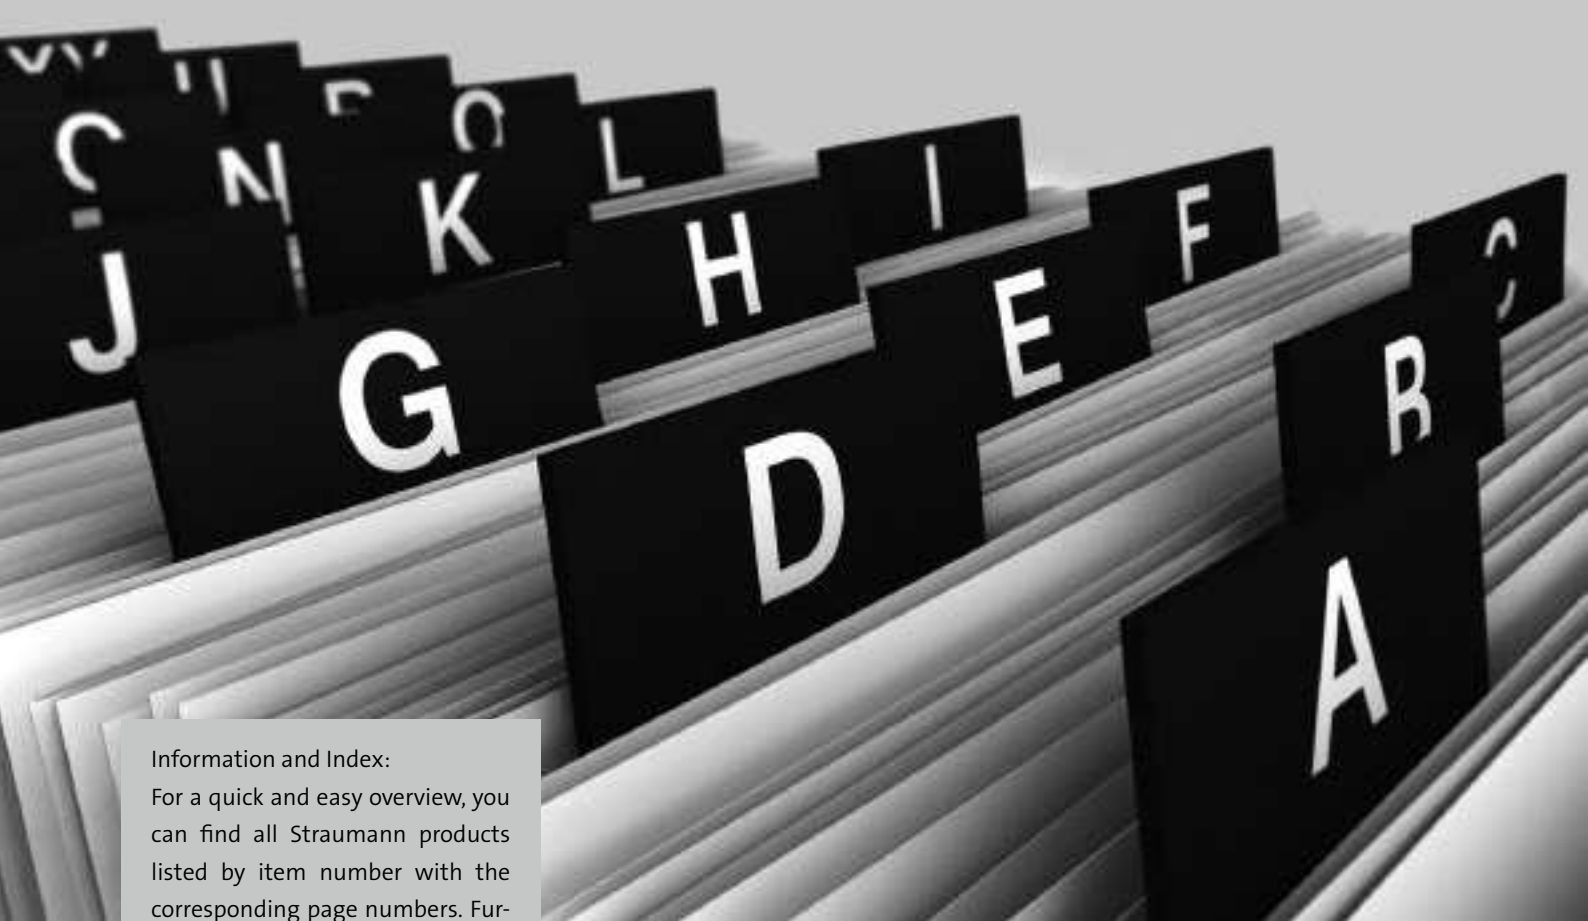 L
I
K
H
F
J
E
G
B
D
A
Information and Index:
For a quick and easy overview, you
can find all Straumann products
listed by item number with the
corresponding page numbers. Fur-